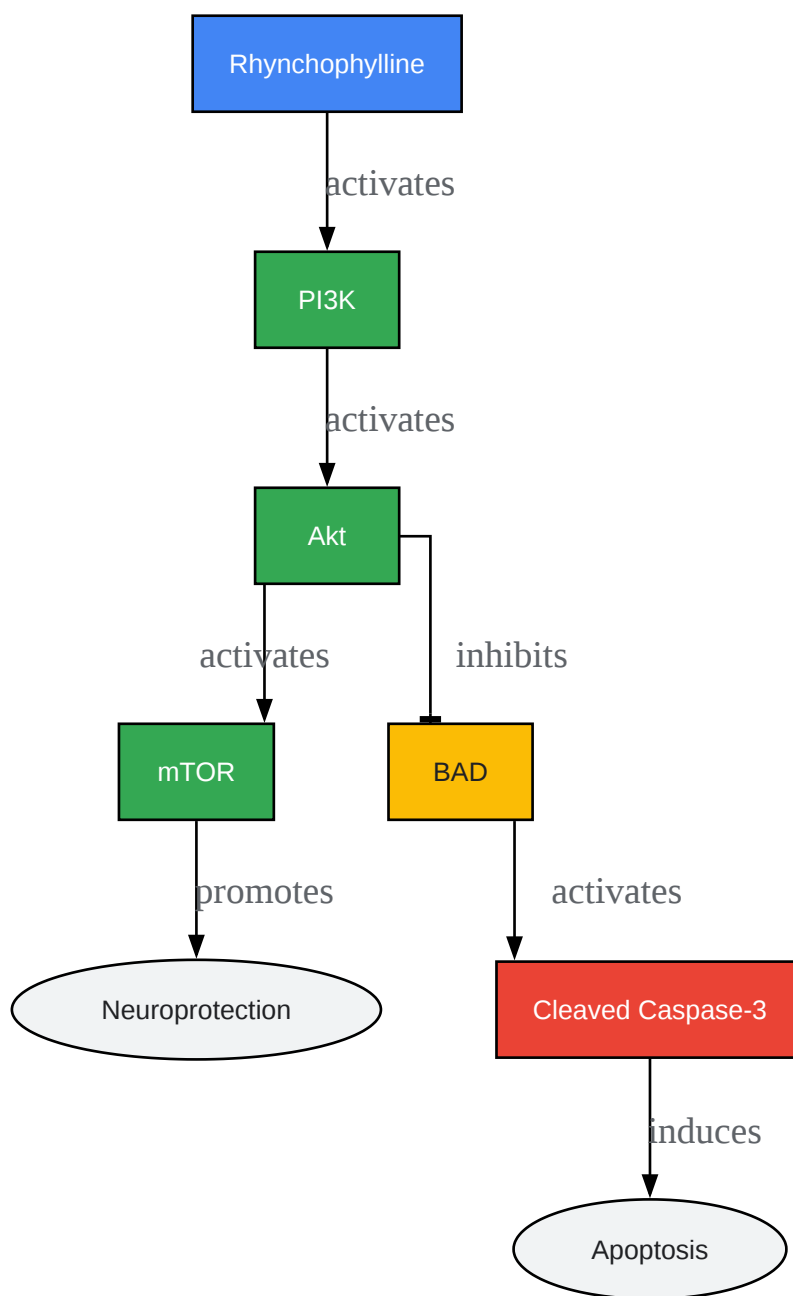 Rhynchophylline
activates
PI3K
activates
Akt
activates
inhibits
mTOR
BAD
promotes
activates
Neuroprotection
Cleaved Caspase-3
induces
Apoptosis